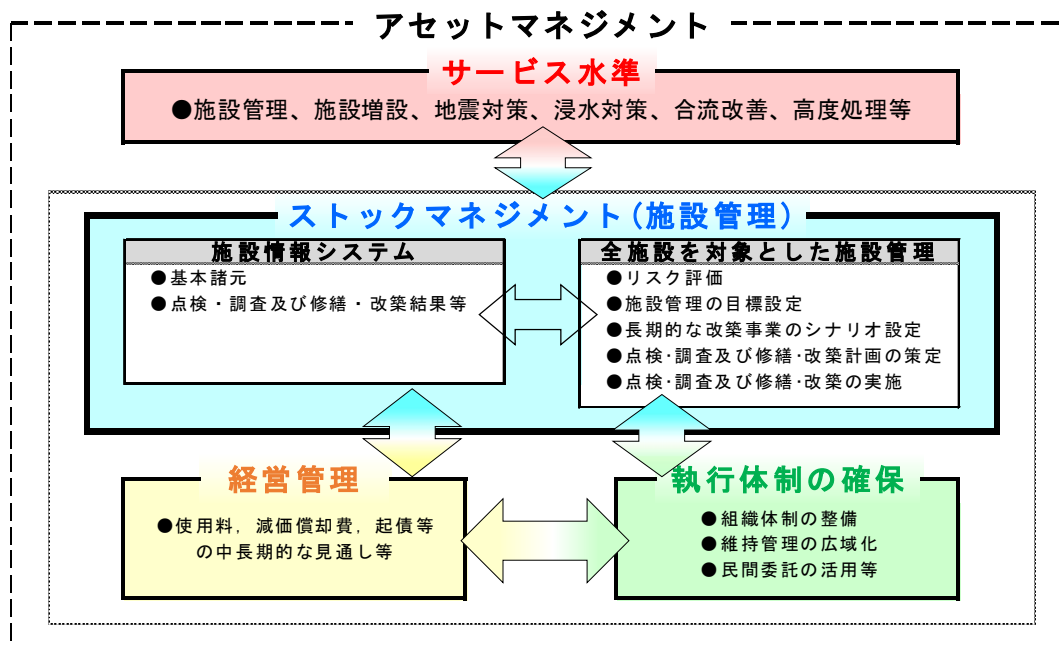 アセットマネジメント
サービス水準
●施設管理、施設増設、地震対策、浸水対策、合流改善、高度処理等
ストックマネジメント(施設管理)
施設情報システム
●基本諸元
●点検・調査及び修繕・改築結果等
全施設を対象とした施設管理
●リスク評価
●施設管理の目標設定
●長期的な改築事業のシナリオ設定
●点検･調査及び修繕･改築計画の策定
●点検･調査及び修繕･改築の実施
経営管理
●使用料，減価償却費，起債等
の中長期的な見通し等
執行体制の確保
●組織体制の整備
●維持管理の広域化
●民間委託の活用等